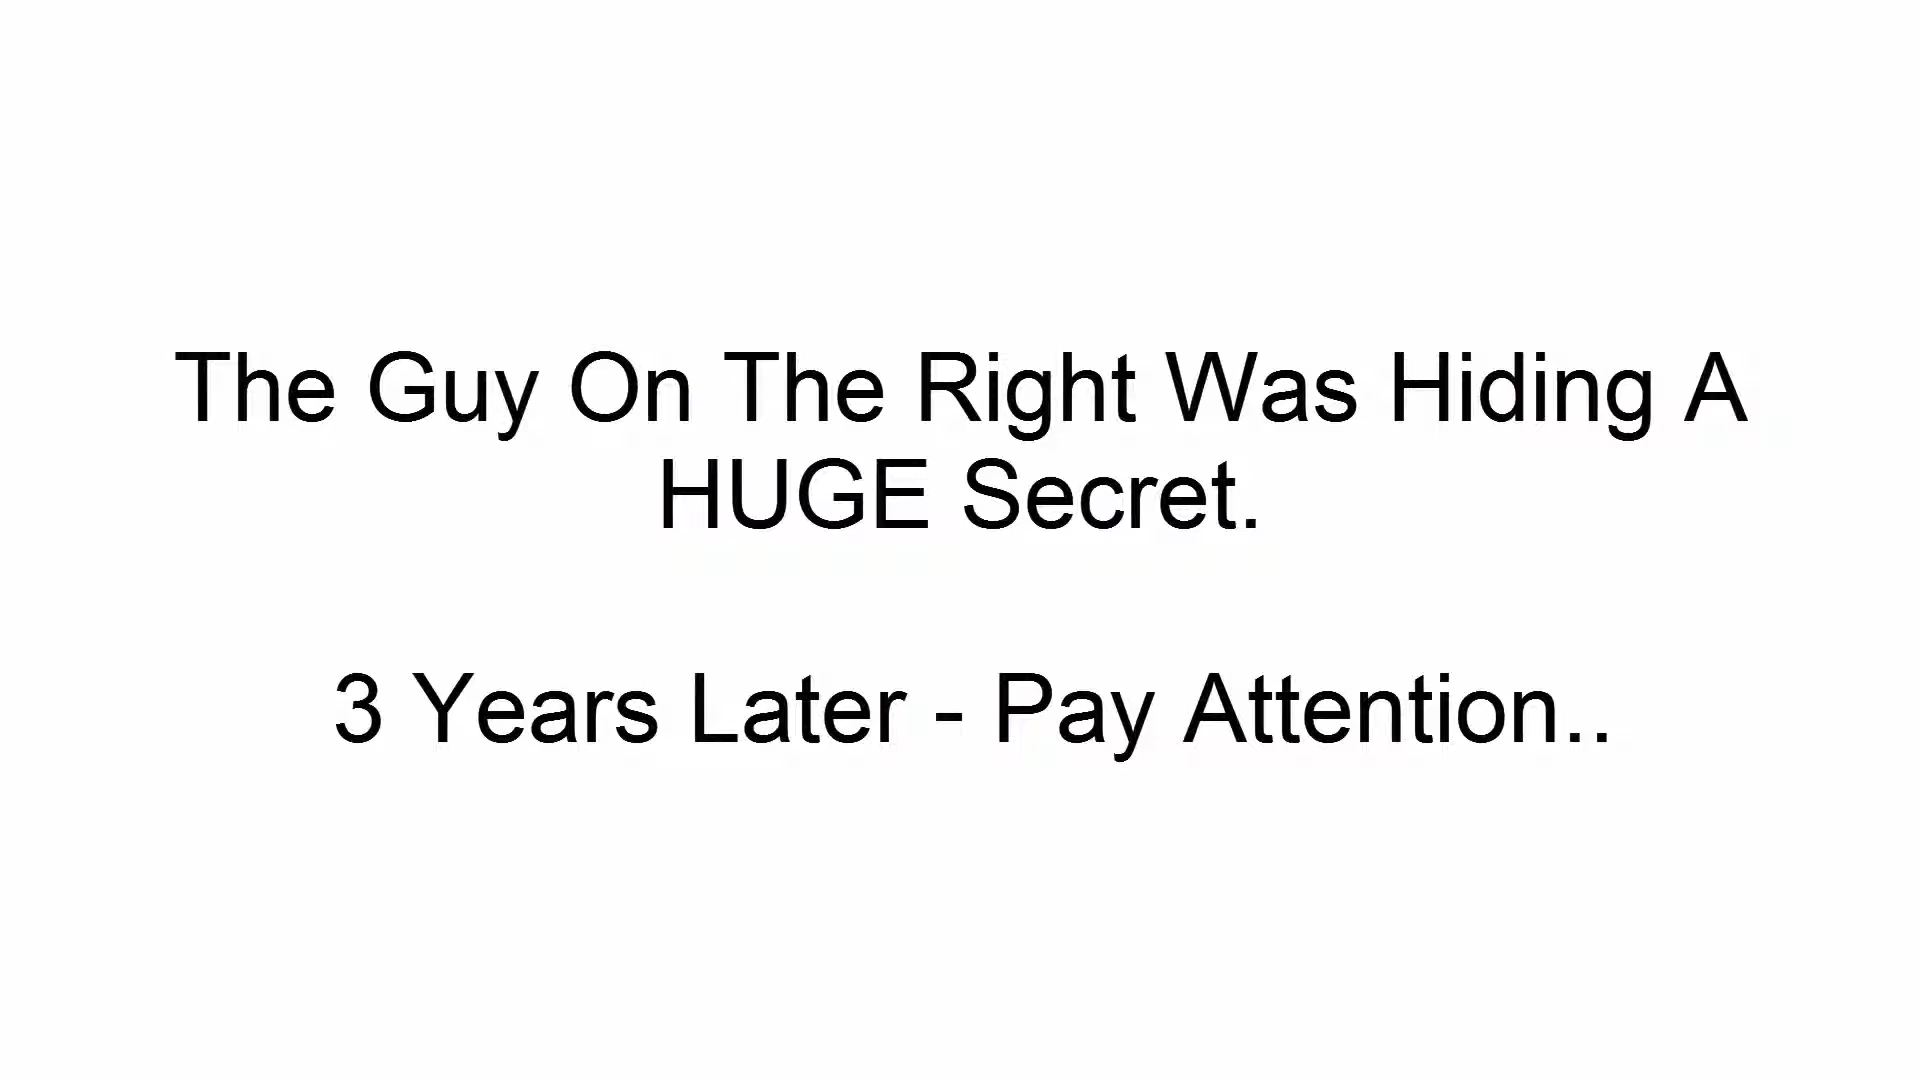 The Guy On The Right Was Hiding A
HUGE Secret.
3 Years Later - Pay Attention..